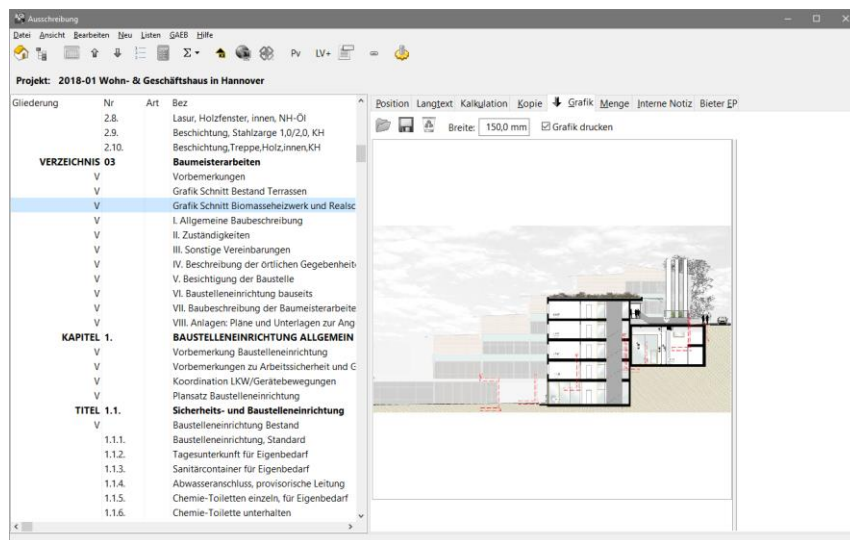 Ausschreibung
Datei Ansicht Bearbeiten Neu Listen GAEB Hilfe
Σ Pv LV+
Projekt: 2018-01 Wohn- & Geschäftshaus in Hannover
Gliederung Nr Art Bez
2.8. Lasur, Holzfenster, innen, NH-Öl
2.9. Beschichtung, Stahlzarge 1,0/2,0, KH
2.10. Beschichtung,Treppe,Holz,innen,KH
VERZEICHNIS 03 Baumeisterarbeiten
V Vorbemerkungen
V Grafik Schnitt Bestand Terrassen
V Grafik Schnitt Biomasseheizwerk und Realsc
V I. Allgemeine Baubeschreibung
V II. Zuständigkeiten
V III. Sonstige Vereinbarungen
V IV. Beschreibung der örtlichen Gegebenheit
V V. Besichtigung der Baustelle
V VI. Baustelleneinrichtung bauseits
V VII. Baubeschreibung der Baumeisterarbeite
V VIII. Anlagen: Pläne und Unterlagen zur Ang
KAPITEL 1. BAUSTELLENEINRICHTUNG ALLGEMEIN
V Vorbemerkung Baustelleneinrichtung
V Vorbemerkungen zu Arbeitssicherheit und G
V Koordination LKW/Gerätebewegungen
V Plansatz Baustelleneinrichtung
TITEL 1.1. Sicherheits- und Baustelleneinrichtung
V Baustelleneinrichtung Bestand
1.1.1. Baustelleneinrichtung, Standard
1.1.2. Tagesunterkunft für Eigenbedarf
1.1.3. Sanitärcontainer für Eigenbedarf
1.1.4. Abwasseranschluss, provisorische Leitung
1.1.5. Chemie-Toiletten einzeln, für Eigenbedarf
1.1.6. Chemie-Toilette unterhalten
Position Langtext Kalkulation Kopie Grafik Menge Interne Notiz Bieter EP
Breite: 150,0 mm Grafik drucken